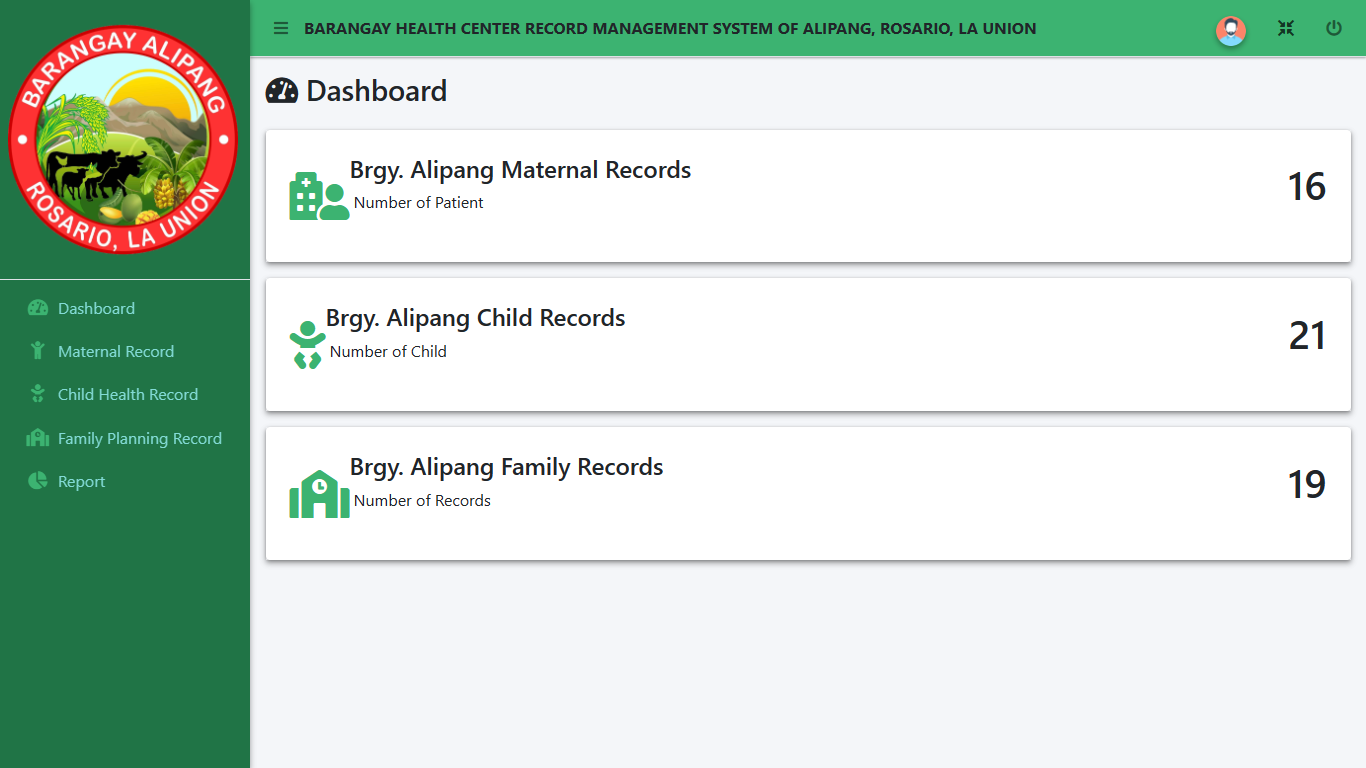 BARANGAY ALIPANG
ROSARIO, LA UNION
Dashboard
Maternal Record
Child Health Record
Family Planning Record
Report
BARANGAY HEALTH CENTER RECORD MANAGEMENT SYSTEM OF ALIPANG, ROSARIO, LA UNION
Dashboard
Brgy. Alipang Maternal Records
Number of Patient
16
Brgy. Alipang Child Records
Number of Child
21
Brgy. Alipang Family Records
Number of Records
19